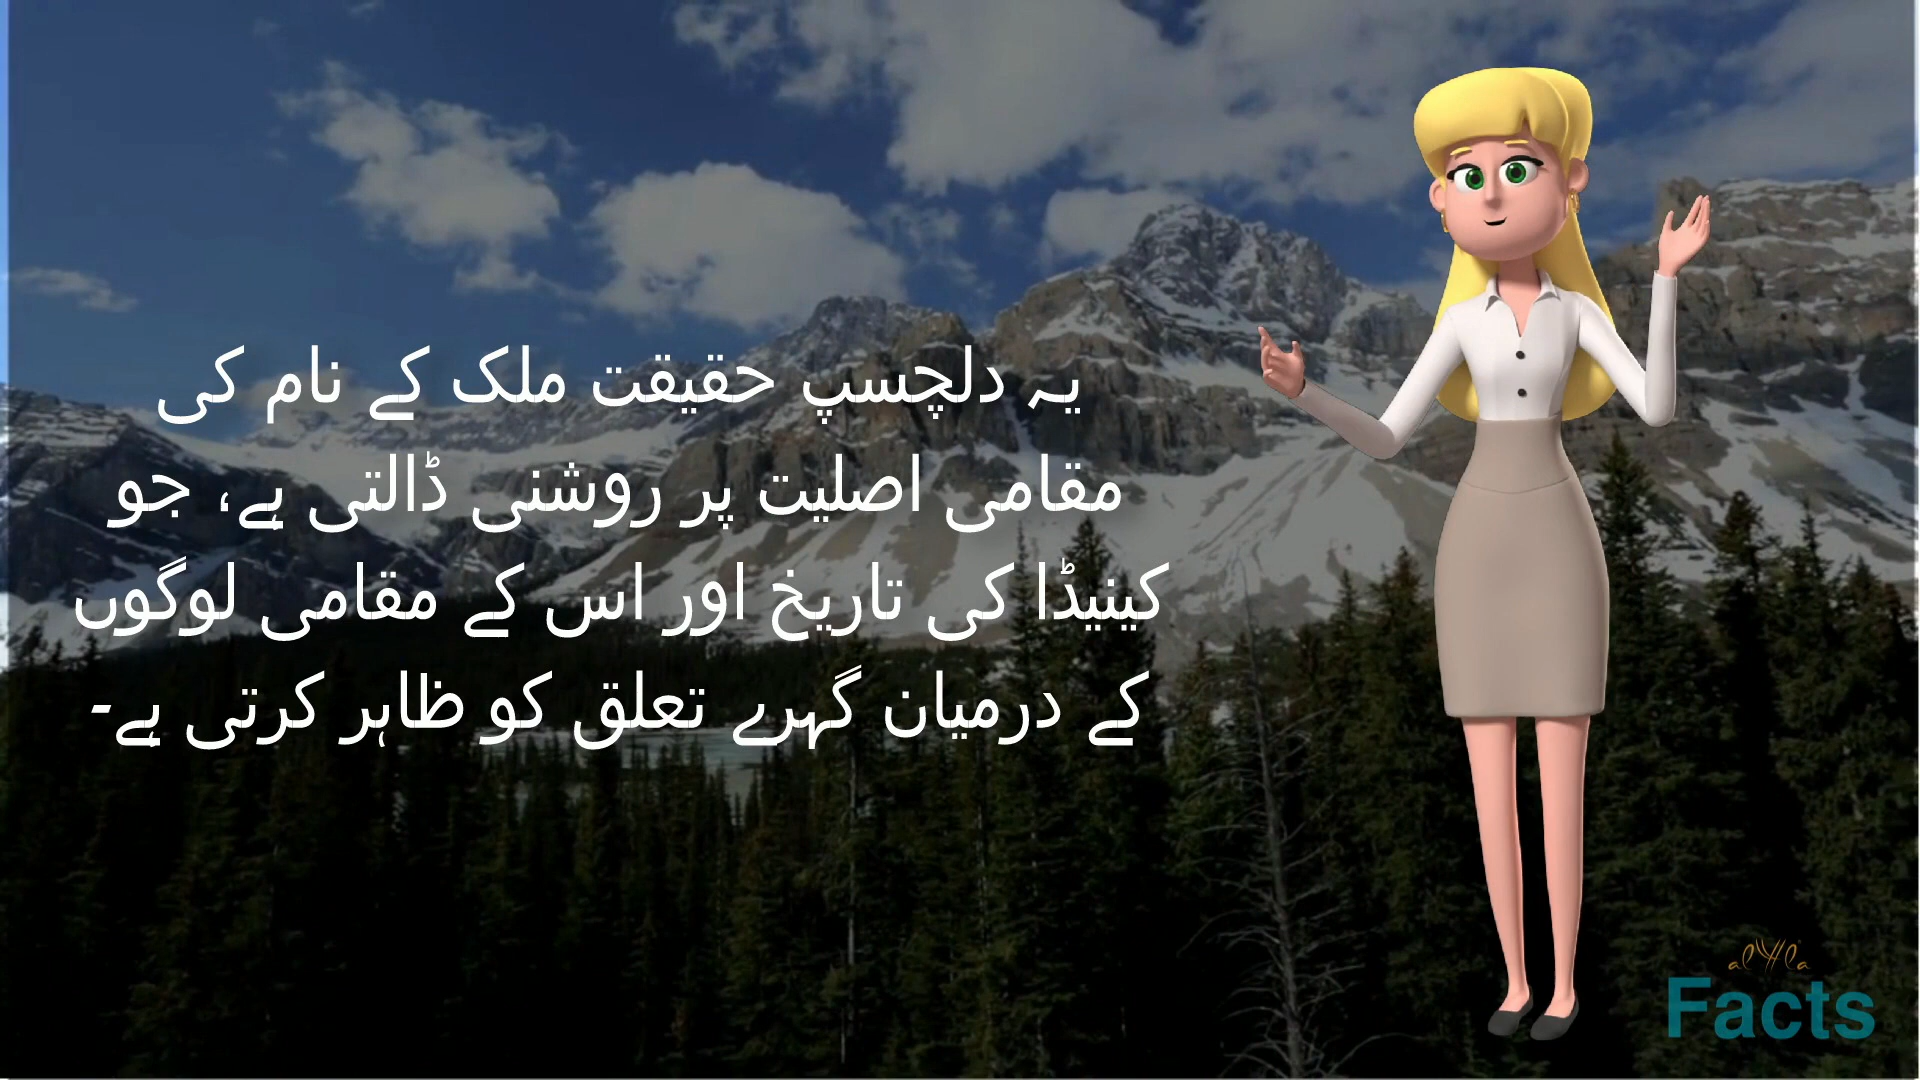 یہ دلچسپ حقیقت ملک کے نام کی
مقامی اصلیت پر روشنی ڈالتی ہے، جو
کینیڈا کی تاریخ اور اس کے مقامی لوگوں
کے درمیان گہرے تعلق کو ظاہر کرتی ہے۔
Facts